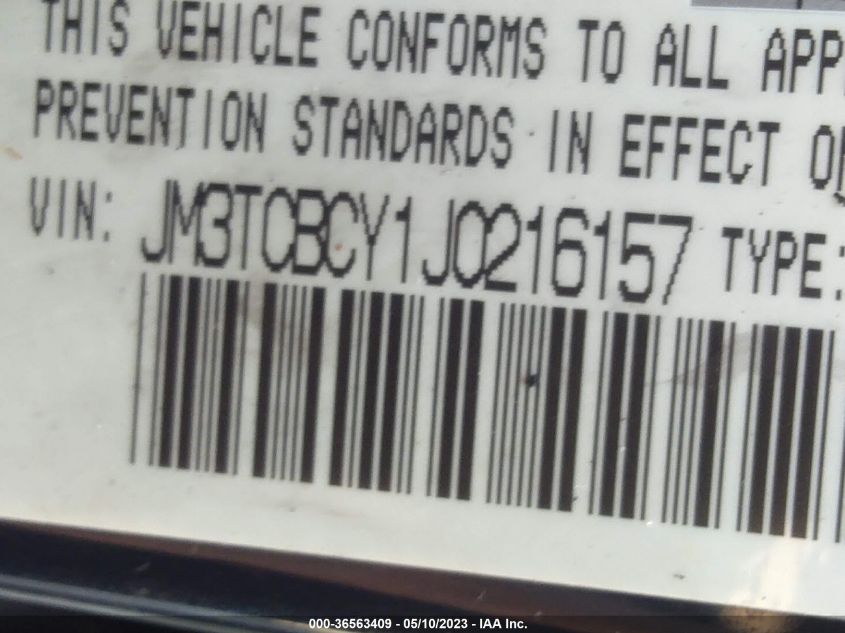 THIS VEHICLE CONFORMS TO ALL APP
PREVENTION STANDARDS IN EFFECT O
VIN: JM3TCBCY1J0216157 TYPE:
000-36563409 - 05/10/2023 - IAA Inc.